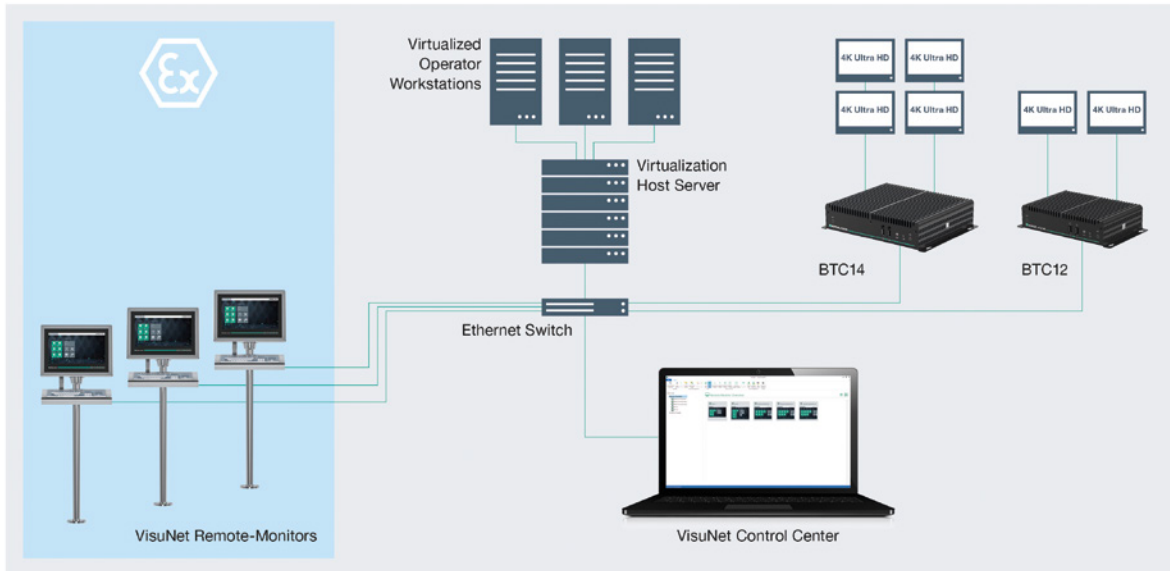 Ex
Virtualized
Operator
Workstations
4K Ultra HD
4K Ultra HD
4K Ultra HD
4K Ultra HD
4K Ultra HD
4K Ultra HD
Virtualization
Host Server
BTC14
BTC12
Ethernet Switch
VisuNet Remote-Monitors
VisuNet Control Center